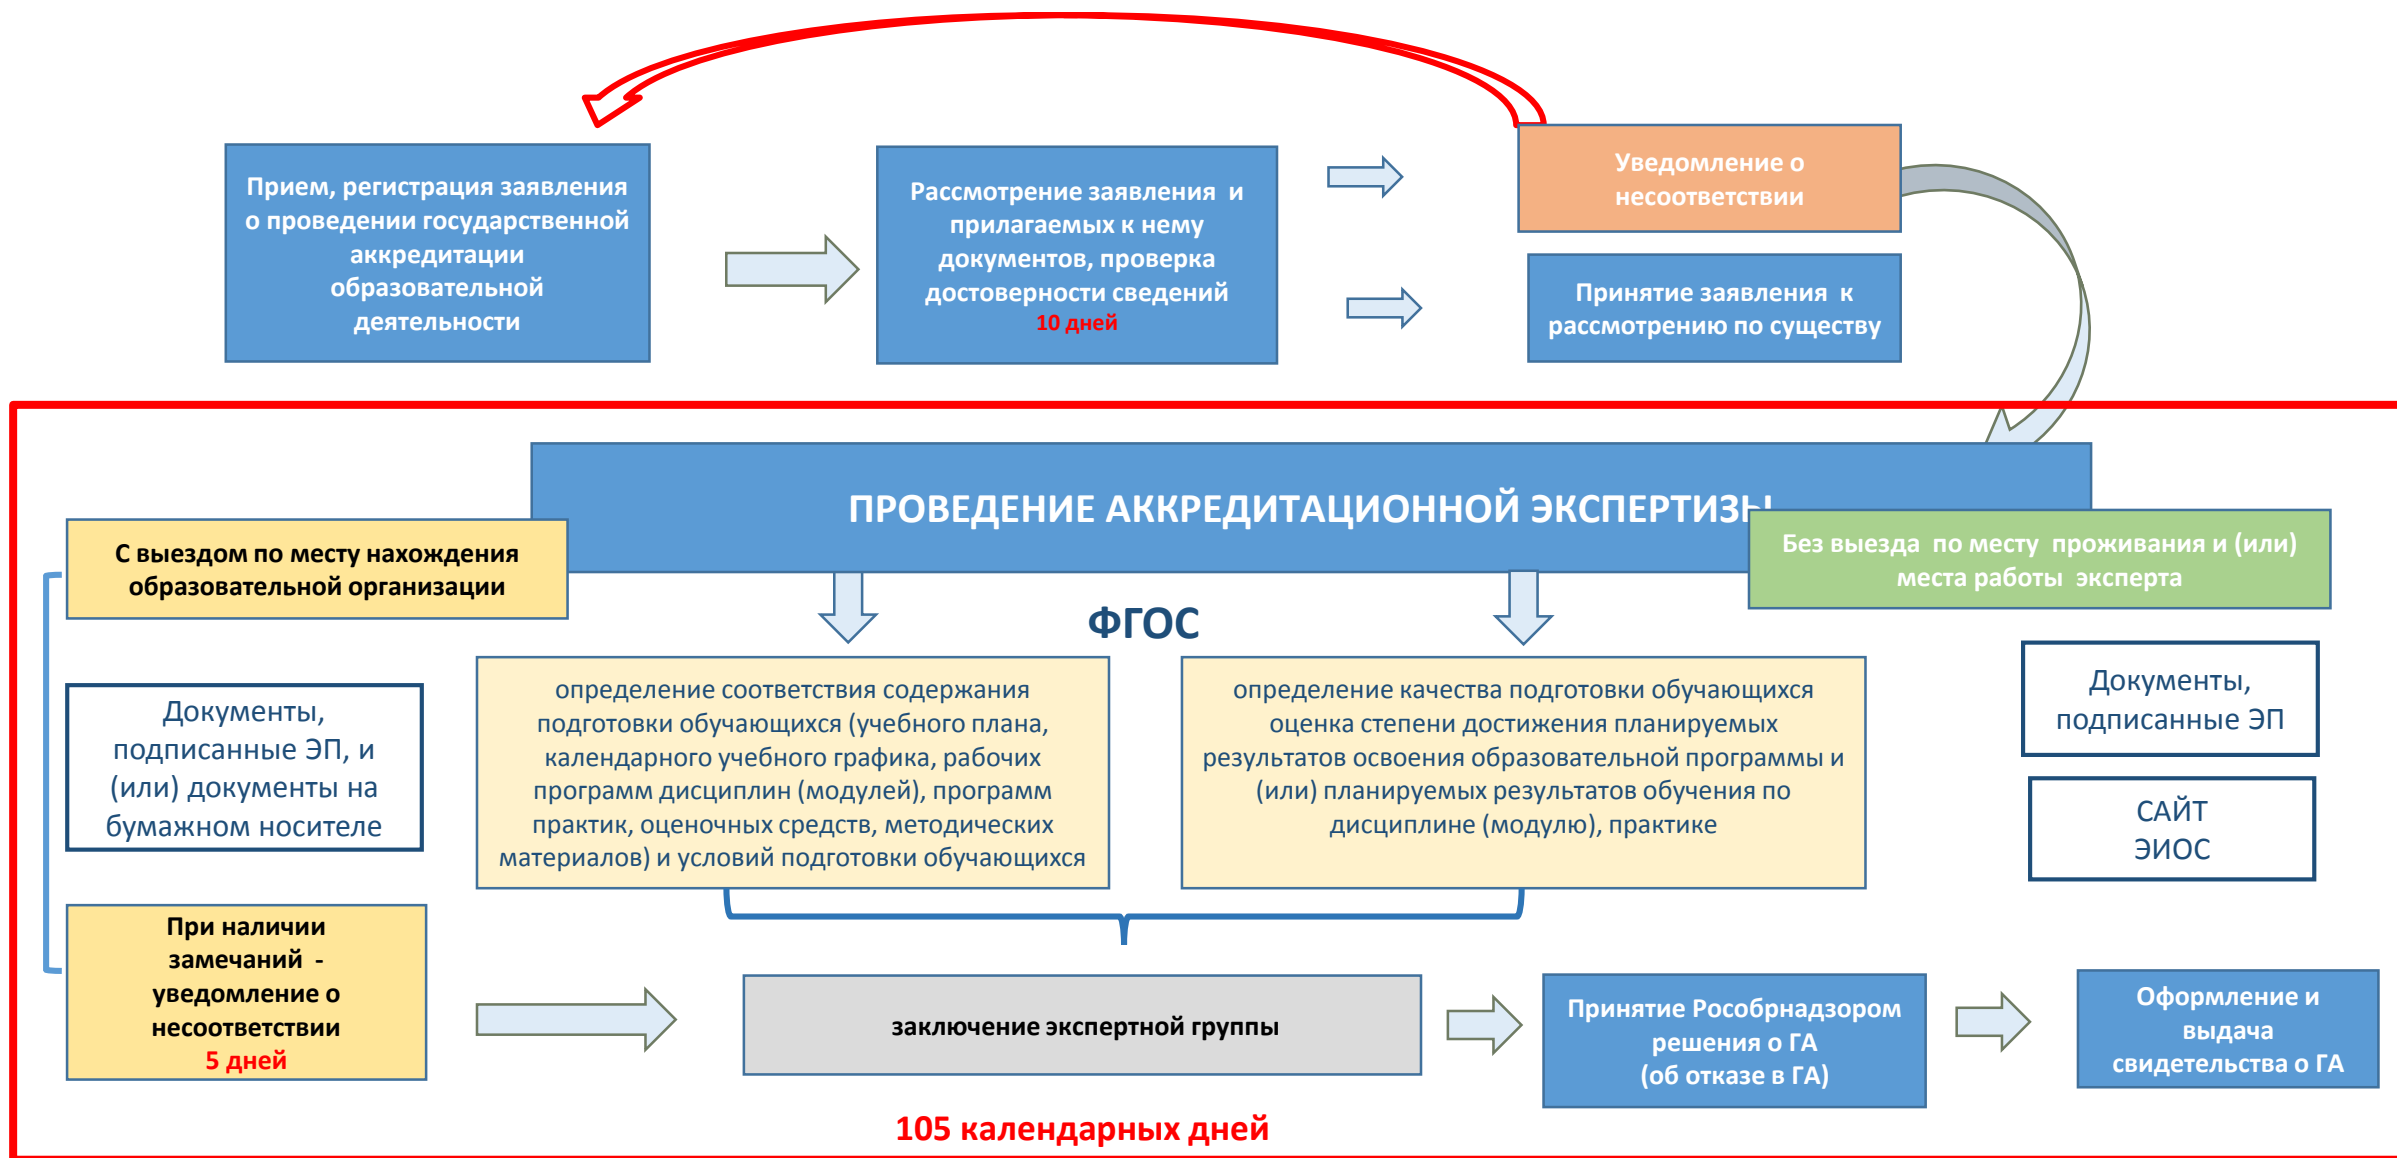 Прием, регистрация заявления
о проведении государственной
аккредитации
образовательной
деятельности
Рассмотрение заявления и
прилагаемых к нему
документов, проверка
достоверности сведений
10 дней
Уведомление о
несоответствии
Принятие заявления к
рассмотрению по существу
ПРОВЕДЕНИЕ АККРЕДИТАЦИОННОЙ ЭКСПЕРТИЗЫ
С выездом по месту нахождения
образовательной организации
Без выезда по месту проживания и (или)
места работы эксперта
ФГОС
Документы,
подписанные ЭП, и
(или) документы на
бумажном носителе
определение соответствия содержания
подготовки обучающихся (учебного плана,
календарного учебного графика, рабочих
программ дисциплин (модулей), программ
практик, оценочных средств, методических
материалов) и условий подготовки обучающихся
определение качества подготовки обучающихся
оценка степени достижения планируемых
результатов освоения образовательной программы и
(или) планируемых результатов обучения по
дисциплине (модулю), практике
Документы,
подписанные ЭП
САЙТ
ЭИОС
При наличии
замечаний -
уведомление о
несоответствии
5 дней
заключение экспертной группы
Принятие Рособрнадзором
решения о ГА
(об отказе в ГА)
Оформление и
выдача
свидетельства о ГА
105 календарных дней